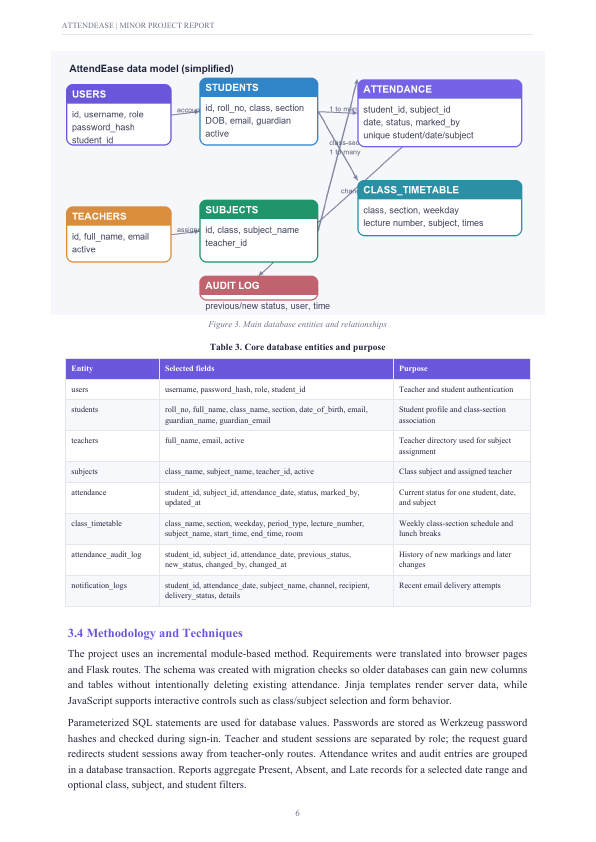 ATTENDEASE | MINOR PROJECT REPORT
AttendEase data model (simplified)
USERS
id, username, role
password_hash
student_id
STUDENTS
id, roll_no, class, section
DOB, email, guardian
active
1 to
ATTENDANCE
student_id, subject_id
date, status, marked_by
unique student/date/subject
1 to many
CLASS_TIMETABLE
class, section, weekday
lecture number, subject, times
TEACHERS
id, full_name, email
active
SUBJECTS
id, class, subject_name
teacher_id
AUDIT LOG
previous/new status, user, time
Figure 3. Main database entities and relationships
Table 3. Core database entities and purpose
Entity Selected fields Purpose
users username, password_hash, role, student_id Teacher and student authentication
students roll_no, full_name, class_name, section, date_of_birth, email, Student profile and class-section
guardian_name, guardian_email association
teachers full_name, email, active Teacher directory used for subject
assignment
subjects class_name, subject_name, teacher_id, active Class subject and assigned teacher
attendance student_id, subject_id, attendance_date, status, marked_by, Current status for one student, date,
updated_at and subject
class_timetable class_name, section, weekday, period_type, lecture_number, Weekly class-section schedule and
subject_name, start_time, end_time, room lunch breaks
attendance_audit_log student_id, subject_id, attendance_date, previous_status, History of new markings and later
new_status, changed_by, changed_at changes
notification_logs student_id, attendance_date, subject_name, channel, recipient, Recent email delivery attempts
delivery_status, details
3.4 Methodology and Techniques
The project uses an incremental module-based method. Requirements were translated into browser pages
and Flask routes. The schema was created with migration checks so older databases can gain new columns
and tables without intentionally deleting existing attendance. Jinja templates render server data, while
JavaScript supports interactive controls such as class/subject selection and form behavior.
Parameterized SQL statements are used for database values. Passwords are stored as Werkzeug password
hashes and checked during sign-in. Teacher and student sessions are separated by role; the request guard
redirects student sessions away from teacher-only routes. Attendance writes and audit entries are grouped
in a database transaction. Reports aggregate Present, Absent, and Late records for a selected date range and
optional class, subject, and student filters.
6